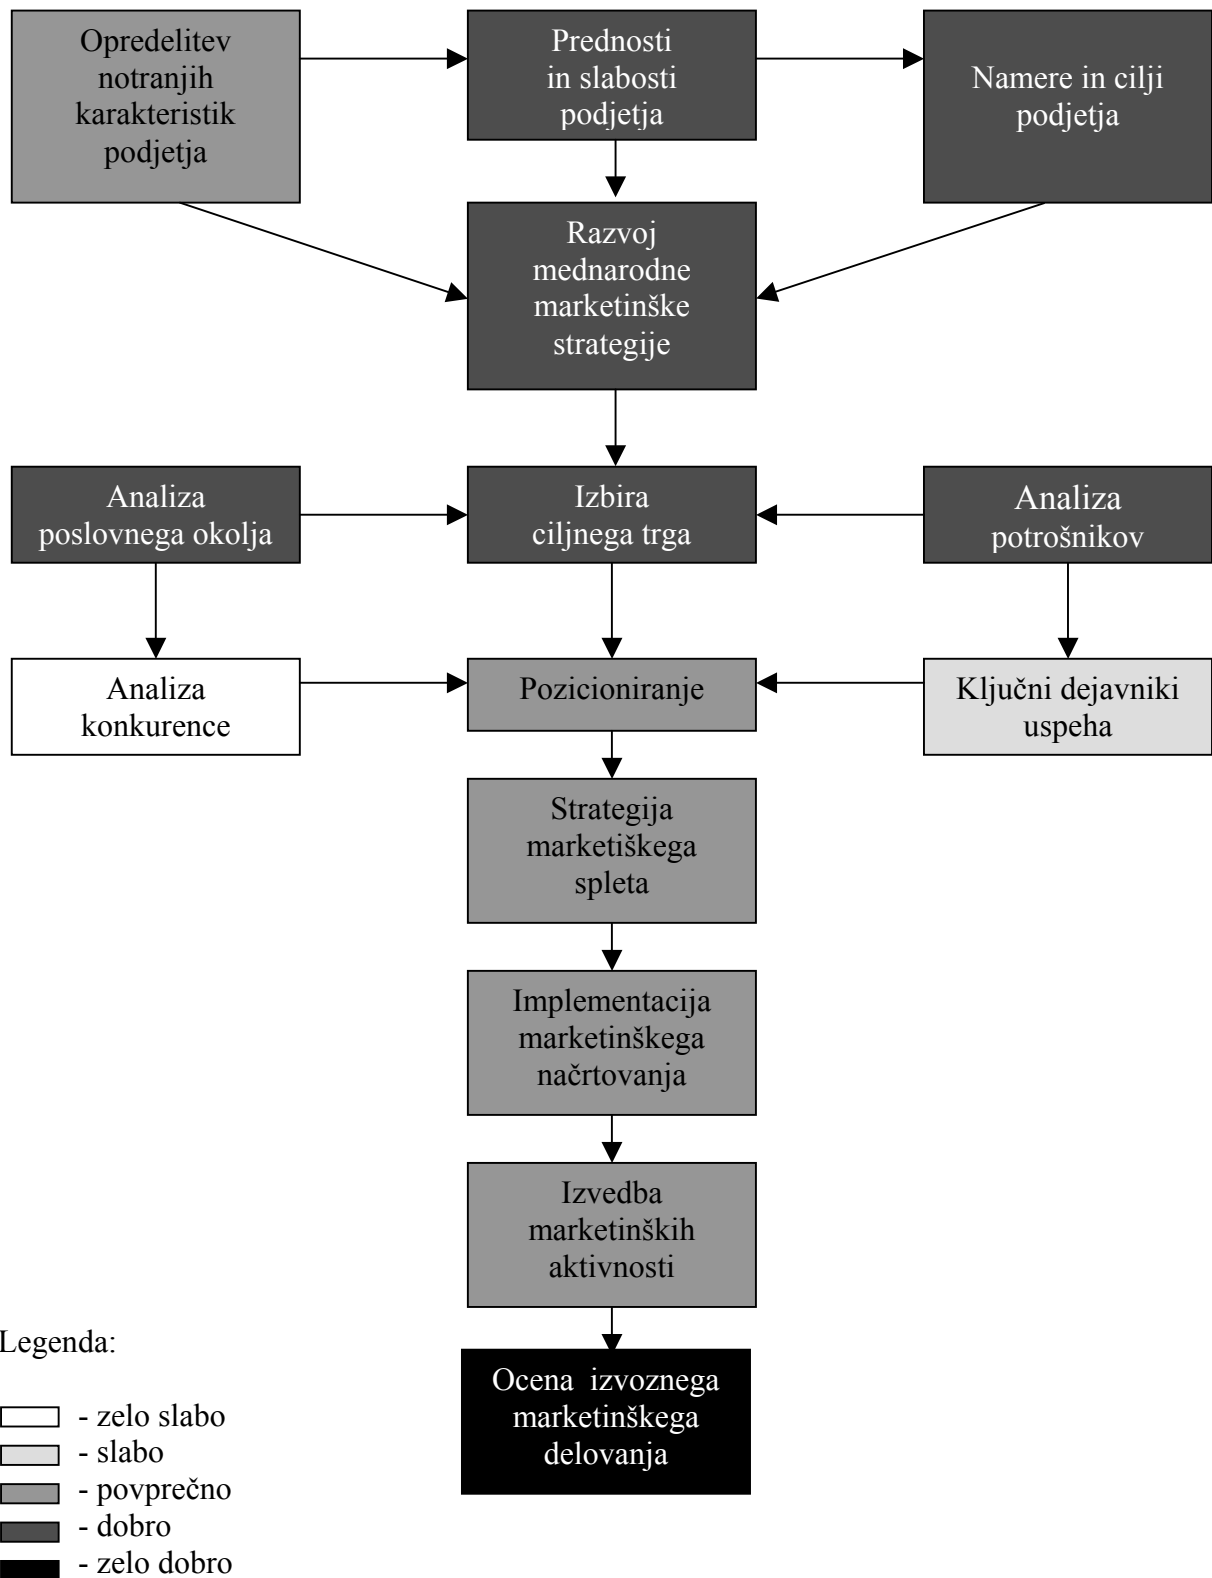 Opredelitev
notranjih
karakteristik
podjetja
Prednosti
in slabosti
podjetja
Namere in cilji
podjetja
Razvoj
mednarodne
marketinške
strategije
Analiza
poslovnega okolja
Izbira
ciljnega trga
Analiza
potrošnikov
Analiza
konkurence
Pozicioniranje
Ključni dejavniki
uspeha
Strategija
marketiškega
spleta
Implementacija
marketinškega
načrtovanja
Izvedba
marketinških
aktivnosti
Ocena izvoznega
marketinškega
delovanja
Legenda:
- zelo slabo
- slabo
- povprečno
- dobro
- zelo dobro